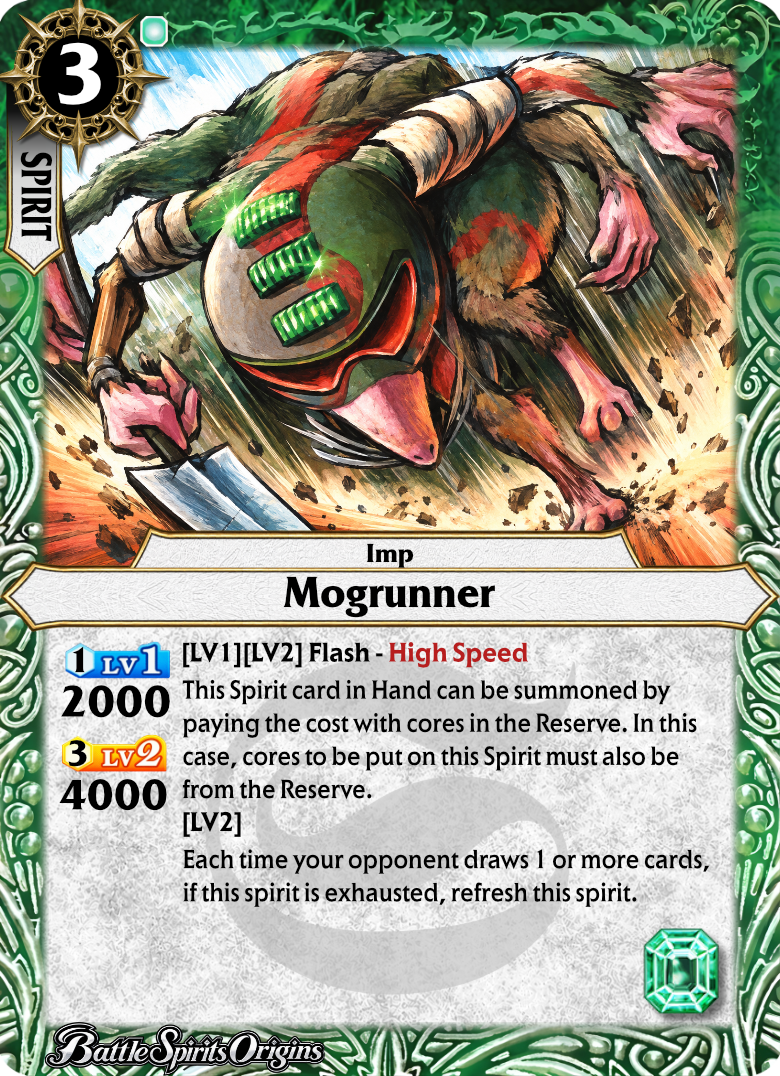 3
SPIRIT
Imp
Mogrunner
1 LV1
2000
3 LV2
4000
[LV1][LV2] Flash - High Speed
This Spirit card in Hand can be summoned by
paying the cost with cores in the Reserve. In this
case, cores to be put on this Spirit must also be
from the Reserve.
[LV2]
Each time your opponent draws 1 or more cards,
if this spirit is exhausted, refresh this spirit.
Battle Spirits Origins